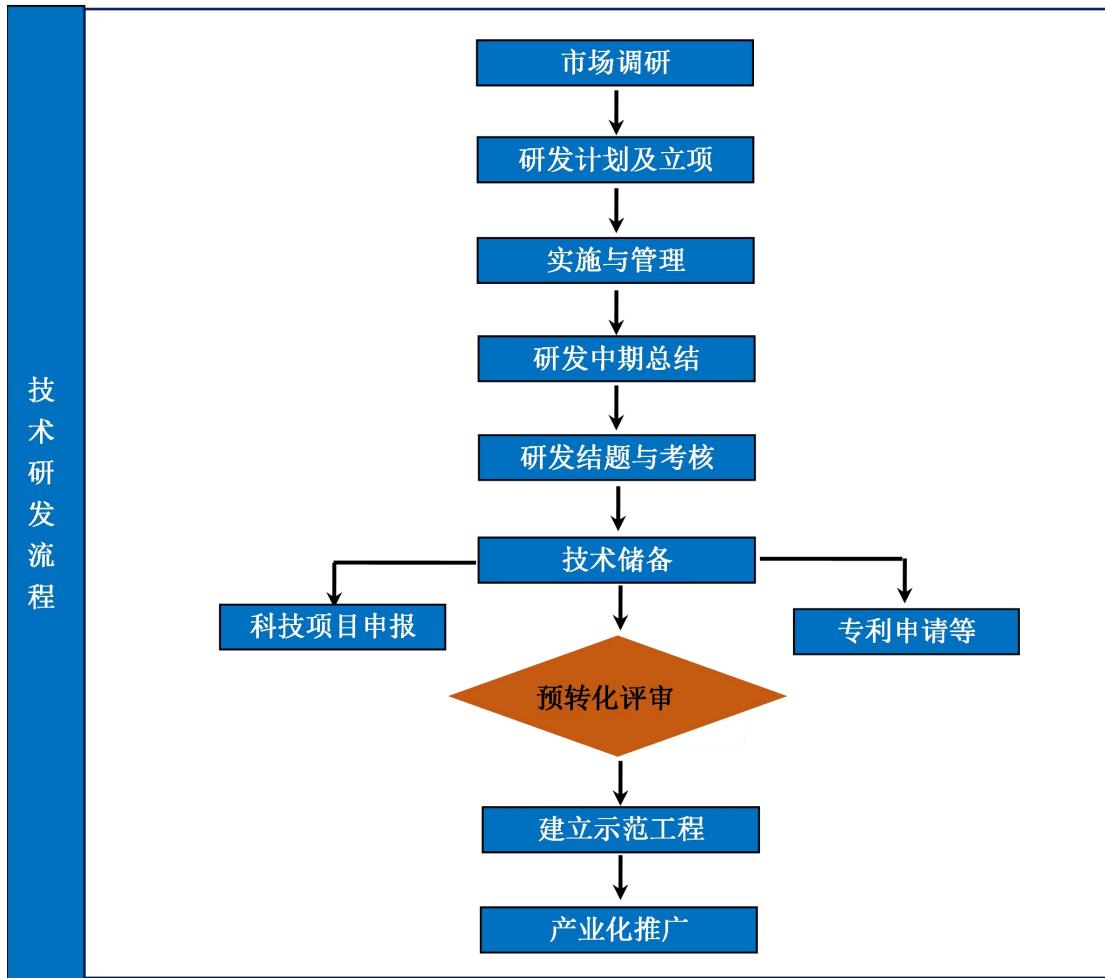 技术研发流程
市场调研
研发计划及立项
实施与管理
研发中期总结
研发结题与考核
技术储备
科技项目申报
专利申请等
预转化评审
建立示范工程
产业化推广